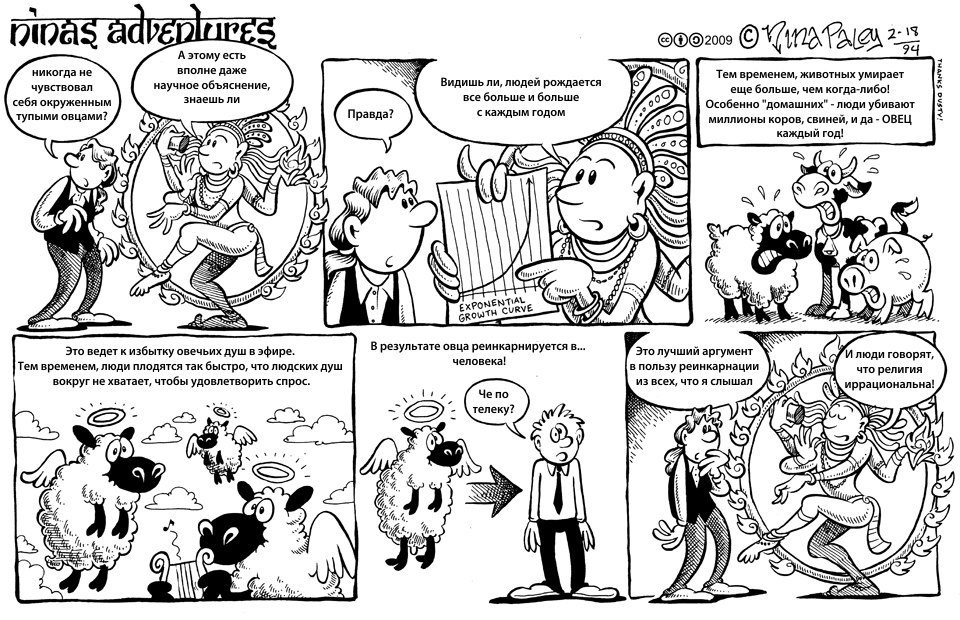 NINAS ADVENTURES
2009 © NINA PALEY 2-18
94
THANKS DUSTY!
никогда не
чувствовал
себя окруженным
тупыми овцами?
А этому есть
вполне даже
научное объяснение,
знаешь ли
Правда?
Видишь ли, людей рождается
все больше и больше
с каждым годом
EXPONENTIAL
GROWTH CURVE
Тем временем, животных умирает
еще больше, чем когда-либо!
Особенно "домашних" - люди убивают
миллионы коров, свиней, и да - ОВЕЦ
каждый год!
Это ведет к избытку овечьих душ в эфире.
Тем временем, люди плодятся так быстро, что людских душ
вокруг не хватает, чтобы удовлетворить спрос.
В результате овца реинкарнируется в...
человека!
Че по
телеку?
Это лучший аргумент
в пользу реинкарнации
из всех, что я слышал
И люди говорят,
что религия
иррациональна!